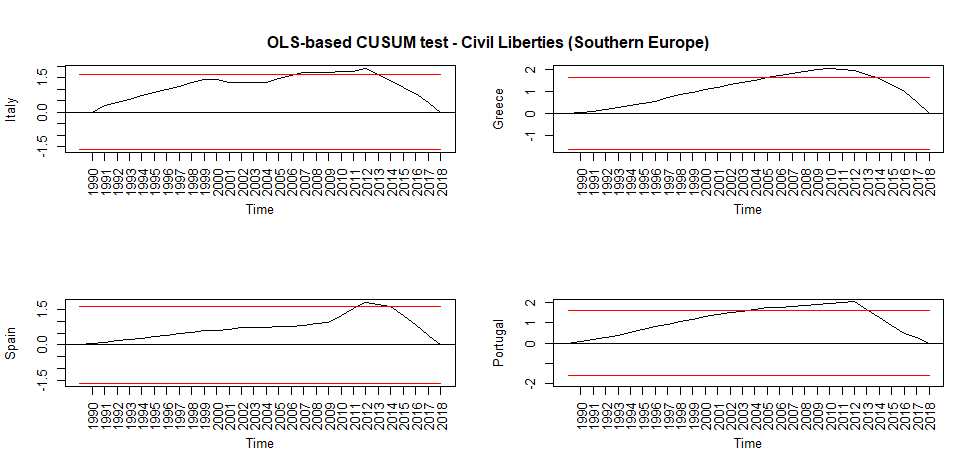 OLS-based CUSUM test - Civil Liberties (Southern Europe)
Italy
1.5
0.0
-1.5
1990 1991 1992 1993 1994 1995 1996 1997 1998 1999 2000 2001 2002 2003 2004 2005 2006 2007 2008 2009 2010 2011 2012 2013 2014 2015 2016 2017 2018
Time
Greece
2
1
-1
1990 1991 1992 1993 1994 1995 1996 1997 1998 1999 2000 2001 2002 2003 2004 2005 2006 2007 2008 2009 2010 2011 2012 2013 2014 2015 2016 2017 2018
Time
Spain
1.5
0.0
-1.5
1990 1991 1992 1993 1994 1995 1996 1997 1998 1999 2000 2001 2002 2003 2004 2005 2006 2007 2008 2009 2010 2011 2012 2013 2014 2015 2016 2017 2018
Time
Portugal
2
1
0
-2
1990 1991 1992 1993 1994 1995 1996 1997 1998 1999 2000 2001 2002 2003 2004 2005 2006 2007 2008 2009 2010 2011 2012 2013 2014 2015 2016 2017 2018
Time